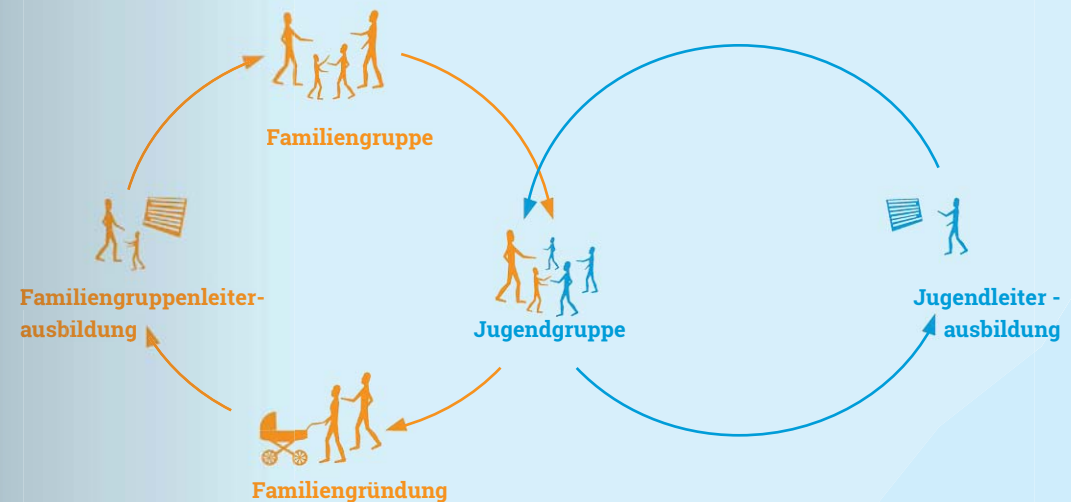 Familiengruppe
Familiengruppenleiter-
ausbildung
Jugendgruppe
Jugendleiter -
ausbildung
Familiengründung